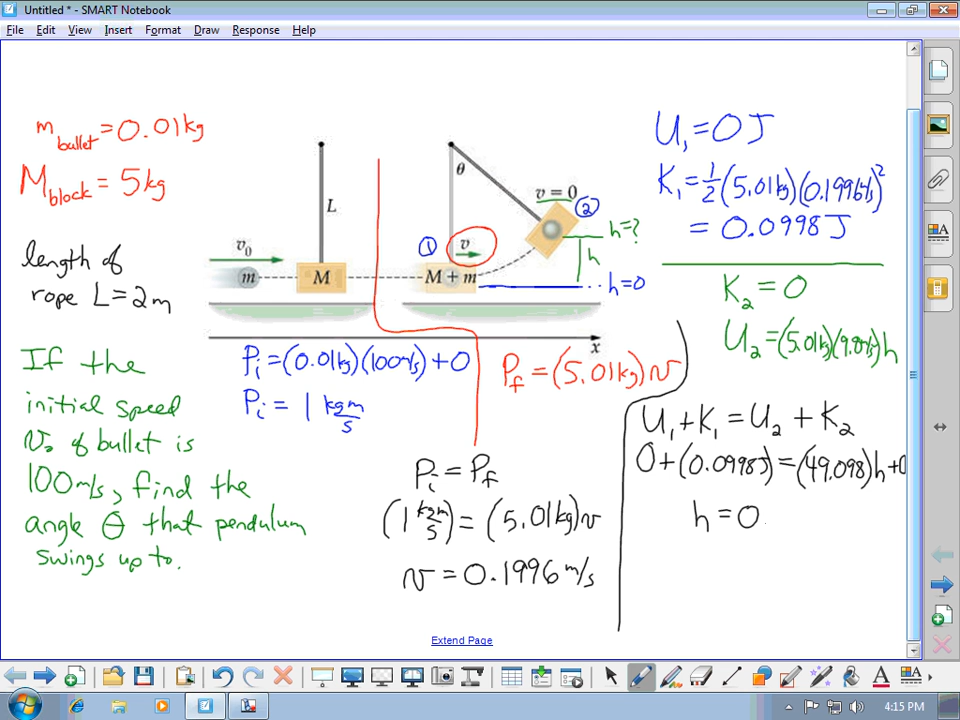 Untitled * - SMART Notebook
File Edit View Insert Format Draw Response Help
m bullet = 0.01kg
M block = 5kg
length of
rope L = 2m
If the
initial speed
v₀ of bullet is
100m/s, find the
angle θ that pendulum
swings up to.
L
v₀
m
M
θ
v = 0
②
①
v
M + m
h=?
h
h=0
x
Pi = (0.01kg)(100m/s) + 0
Pi = 1 kgm/s
Pf = (5.01kg)v
Pi = Pf
(1 kgm/s) = (5.01kg)v
v = 0.1996 m/s
U₁ = 0J
K₁ = 1/2 (5.01kg)(0.1996m/s)²
= 0.0998J
K₂ = 0
U₂ = (5.01kg)(9.8m/s²)h
U₁ + K₁ = U₂ + K₂
0 + (0.0998J) = (49.098)h + 0
h = 0.
Extend Page
4:15 PM